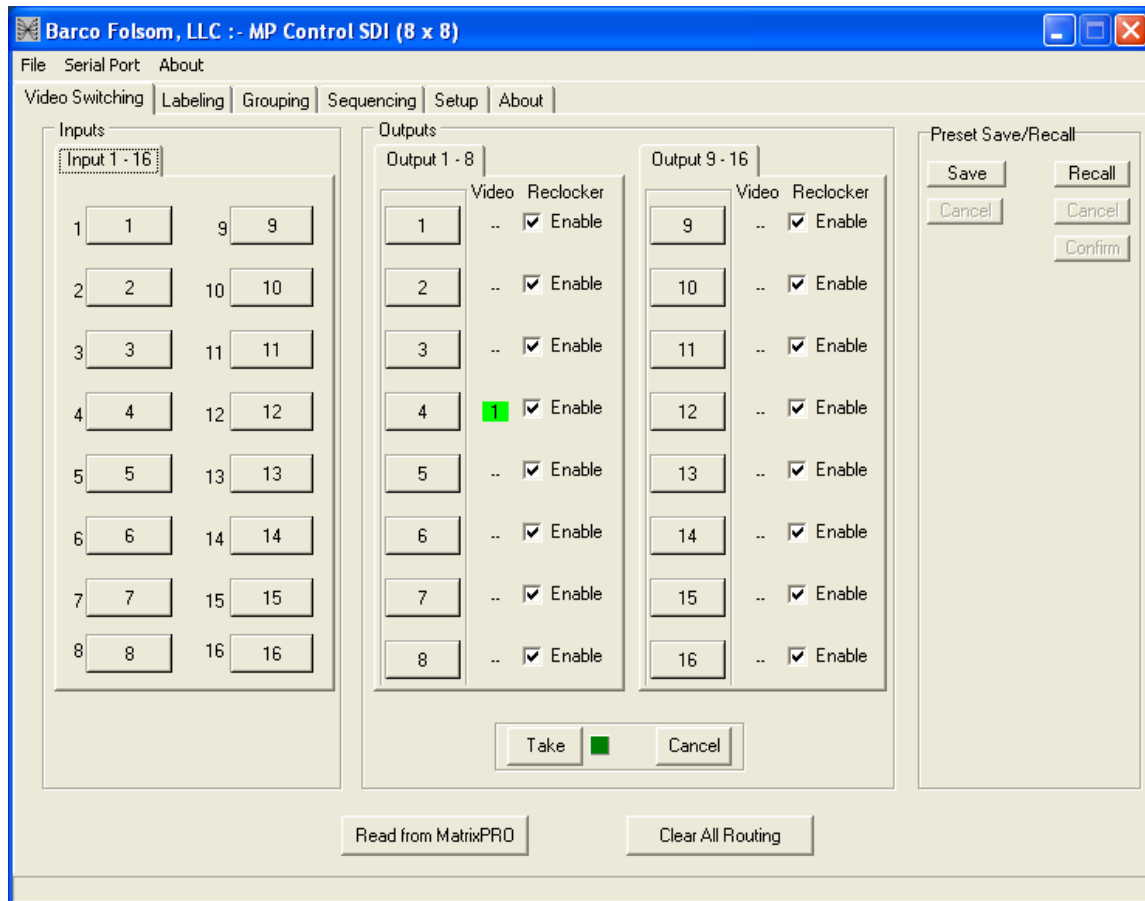 Barco Folsom, LLC :- MP Control SDI (8 x 8)
File Serial Port About
Video Switching Labeling Grouping Sequencing Setup About
Inputs
Input 1 - 16
1 1 9 9
2 2 10 10
3 3 11 11
4 4 12 12
5 5 13 13
6 6 14 14
7 7 15 15
8 8 16 16
Outputs
Output 1 - 8
Video Reclocker
1 .. Enable
2 .. Enable
3 .. Enable
4 1 Enable
5 .. Enable
6 .. Enable
7 .. Enable
8 .. Enable
Output 9 - 16
Video Reclocker
9 .. Enable
10 .. Enable
11 .. Enable
12 .. Enable
13 .. Enable
14 .. Enable
15 .. Enable
16 .. Enable
Take Cancel
Preset Save/Recall
Save Recall
Cancel Cancel
Confirm
Read from MatrixPRO Clear All Routing